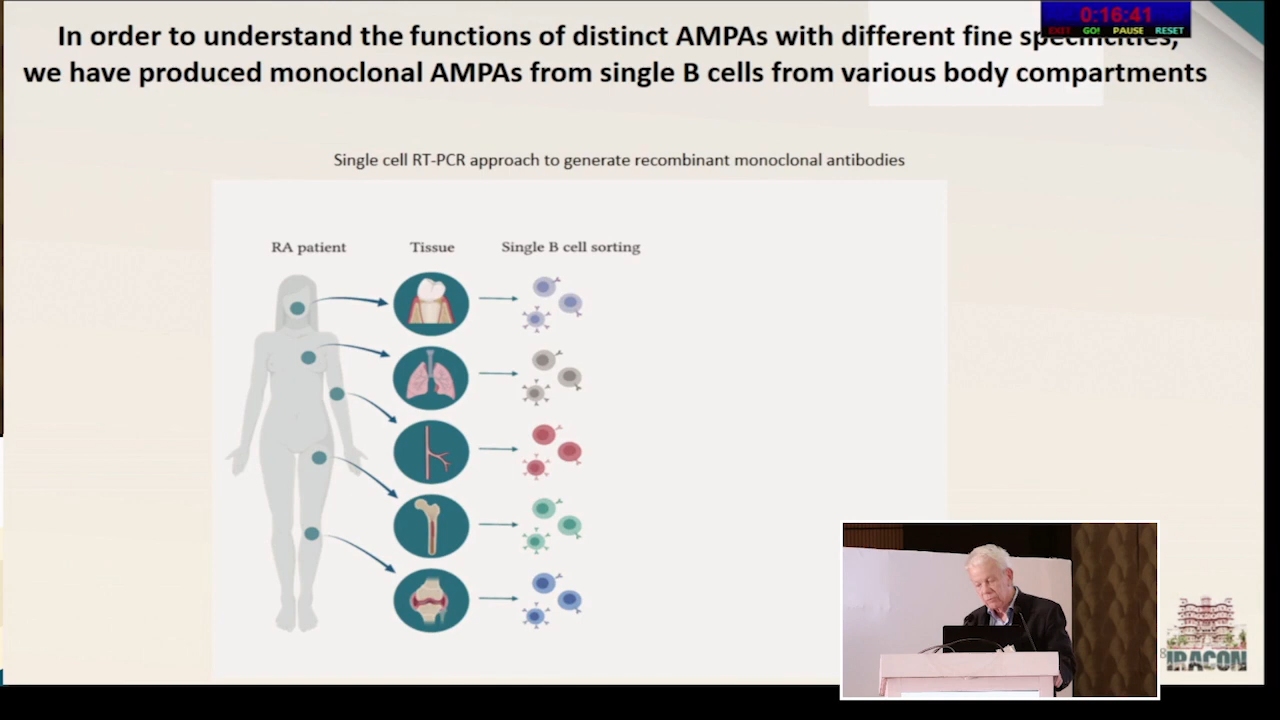 0:16:41
EXIT GO! PAUSE RESET
In order to understand the functions of distinct AMPAs with different fine specificities,
we have produced monoclonal AMPAs from single B cells from various body compartments
Single cell RT-PCR approach to generate recombinant monoclonal antibodies
RA patient Tissue Single B cell sorting
8
IRACON